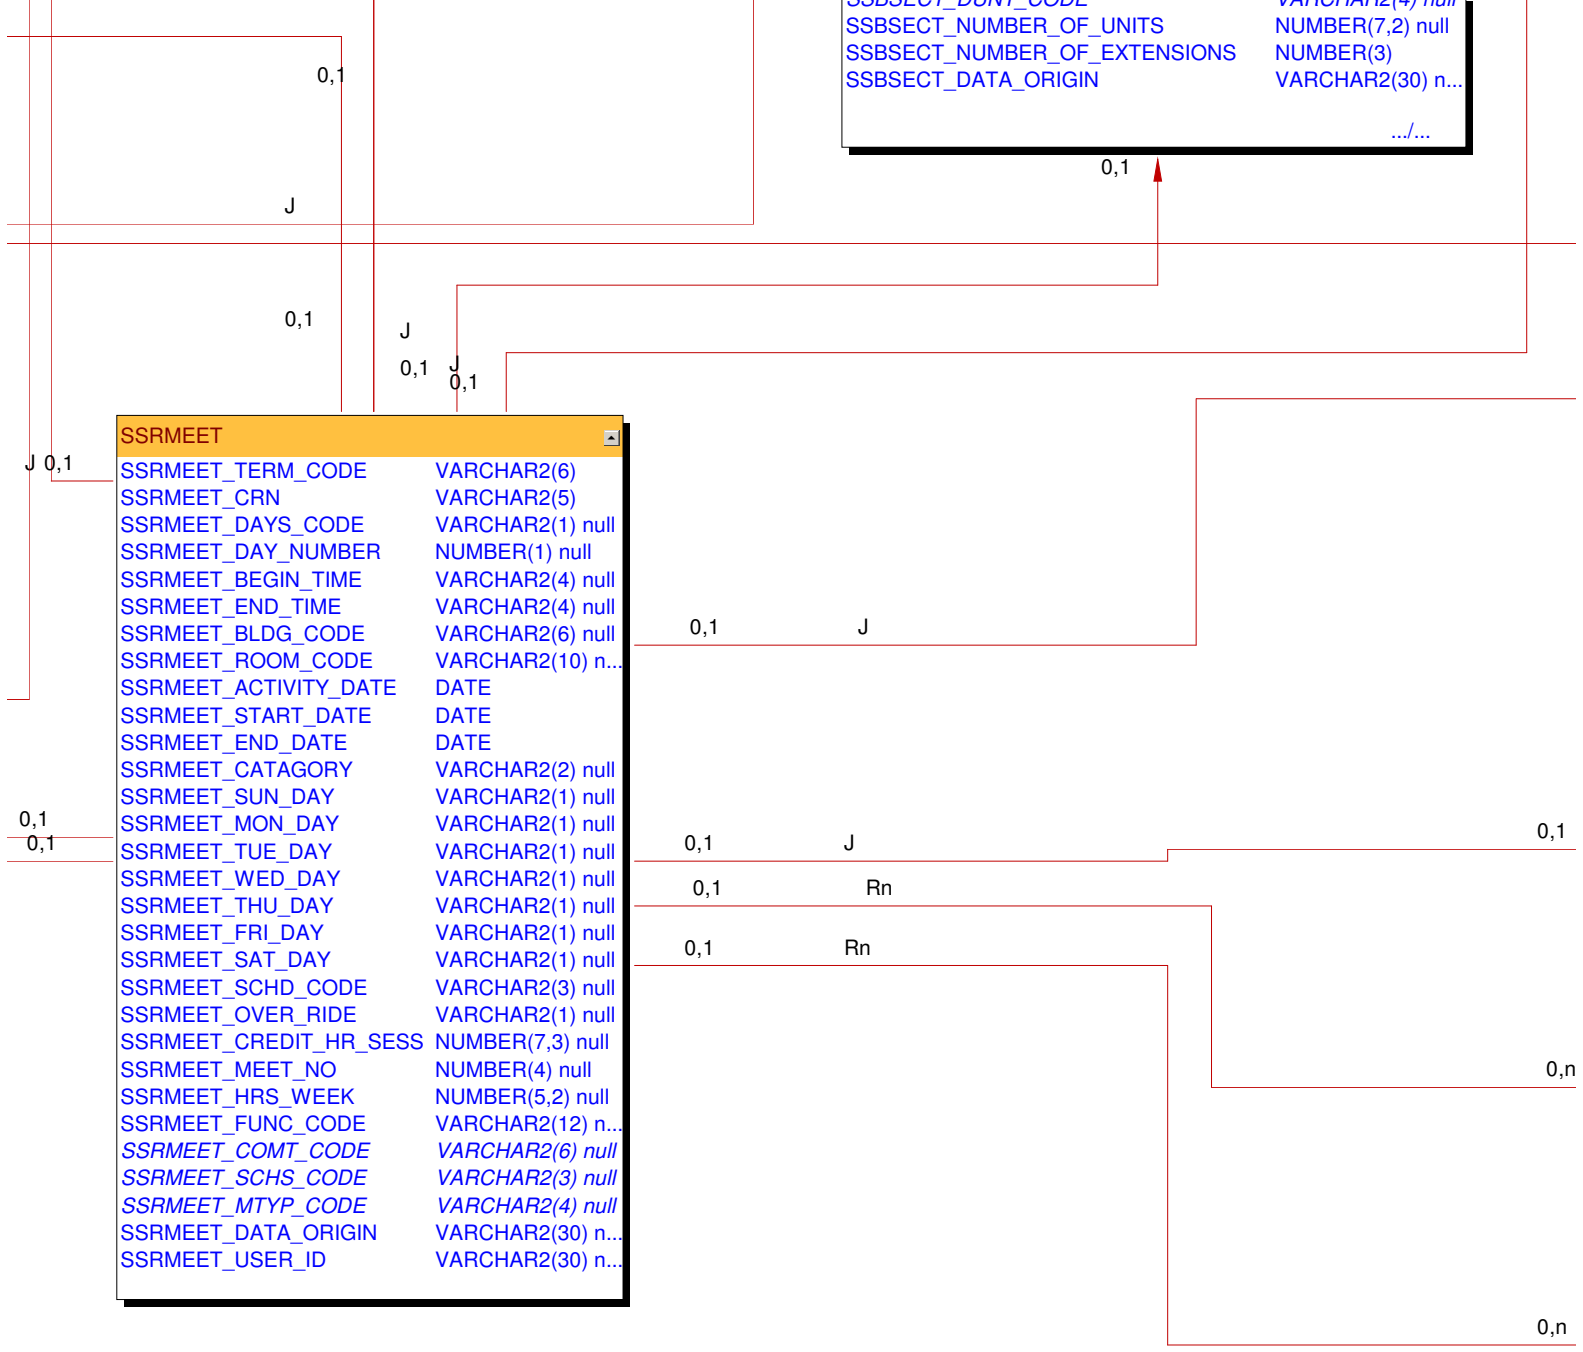 SSBSECT_DUNT_CODE VARCHAR2(4) null
SSBSECT_NUMBER_OF_UNITS NUMBER(7,2) null
SSBSECT_NUMBER_OF_EXTENSIONS NUMBER(3)
SSBSECT_DATA_ORIGIN VARCHAR2(30) n...
.../...
0,1
0,1
J
0,1
J
0,1
J
0,1
J 0,1
SSRMEET
SSRMEET_TERM_CODE VARCHAR2(6)
SSRMEET_CRN VARCHAR2(5)
SSRMEET_DAYS_CODE VARCHAR2(1) null
SSRMEET_DAY_NUMBER NUMBER(1) null
SSRMEET_BEGIN_TIME VARCHAR2(4) null
SSRMEET_END_TIME VARCHAR2(4) null
SSRMEET_BLDG_CODE VARCHAR2(6) null
SSRMEET_ROOM_CODE VARCHAR2(10) n...
SSRMEET_ACTIVITY_DATE DATE
SSRMEET_START_DATE DATE
SSRMEET_END_DATE DATE
SSRMEET_CATAGORY VARCHAR2(2) null
SSRMEET_SUN_DAY VARCHAR2(1) null
SSRMEET_MON_DAY VARCHAR2(1) null
SSRMEET_TUE_DAY VARCHAR2(1) null
SSRMEET_WED_DAY VARCHAR2(1) null
SSRMEET_THU_DAY VARCHAR2(1) null
SSRMEET_FRI_DAY VARCHAR2(1) null
SSRMEET_SAT_DAY VARCHAR2(1) null
SSRMEET_SCHD_CODE VARCHAR2(3) null
SSRMEET_OVER_RIDE VARCHAR2(1) null
SSRMEET_CREDIT_HR_SESS NUMBER(7,3) null
SSRMEET_MEET_NO NUMBER(4) null
SSRMEET_HRS_WEEK NUMBER(5,2) null
SSRMEET_FUNC_CODE VARCHAR2(12) n...
SSRMEET_COMT_CODE VARCHAR2(6) null
SSRMEET_SCHS_CODE VARCHAR2(3) null
SSRMEET_MTYP_CODE VARCHAR2(4) null
SSRMEET_DATA_ORIGIN VARCHAR2(30) n...
SSRMEET_USER_ID VARCHAR2(30) n...
0,1
0,1
0,1 J
0,1 J 0,1
0,1 Rn
0,1 Rn
0,n
0,n